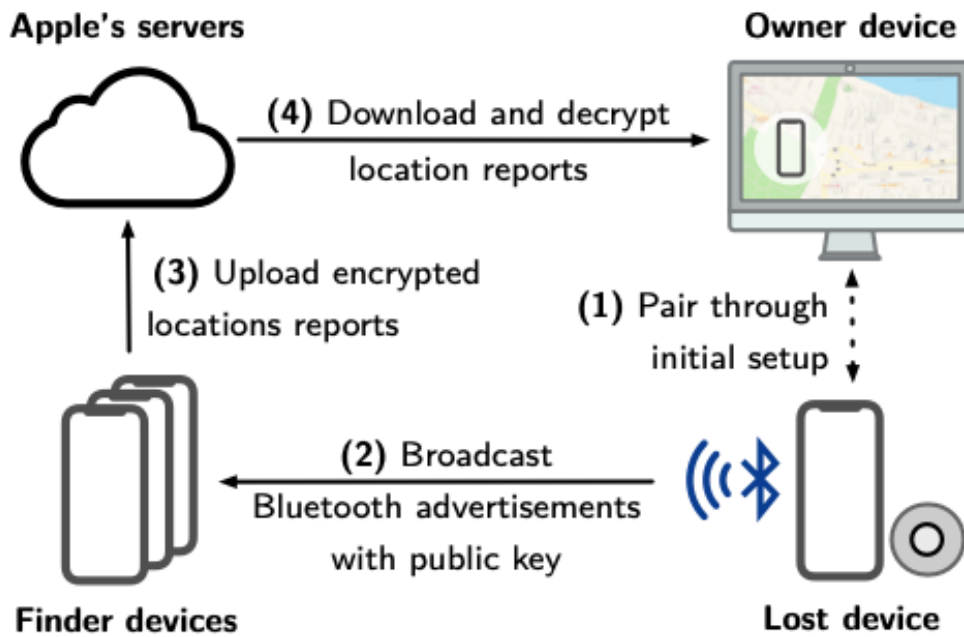 Apple's servers
Owner device
(4) Download and decrypt
location reports
(3) Upload encrypted
locations reports
(1) Pair through
initial setup
(2) Broadcast
Bluetooth advertisements
with public key
Finder devices
Lost device